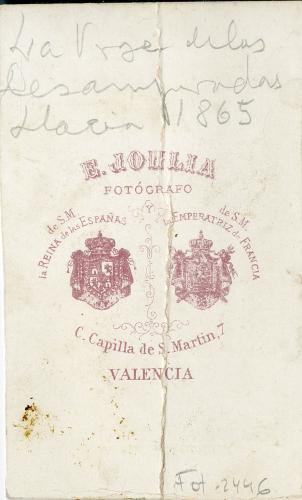 La Virgen de los
Desamparados
Hacia 1865
E. JOULIA
FOTÓGRAFO
de S.M. la REINA de las ESPAÑAS
Y
de S.M. la EMPERATRIZ de FRANCIA
C. Capilla de S. Martin, 7
VALENCIA
Fot. 2446